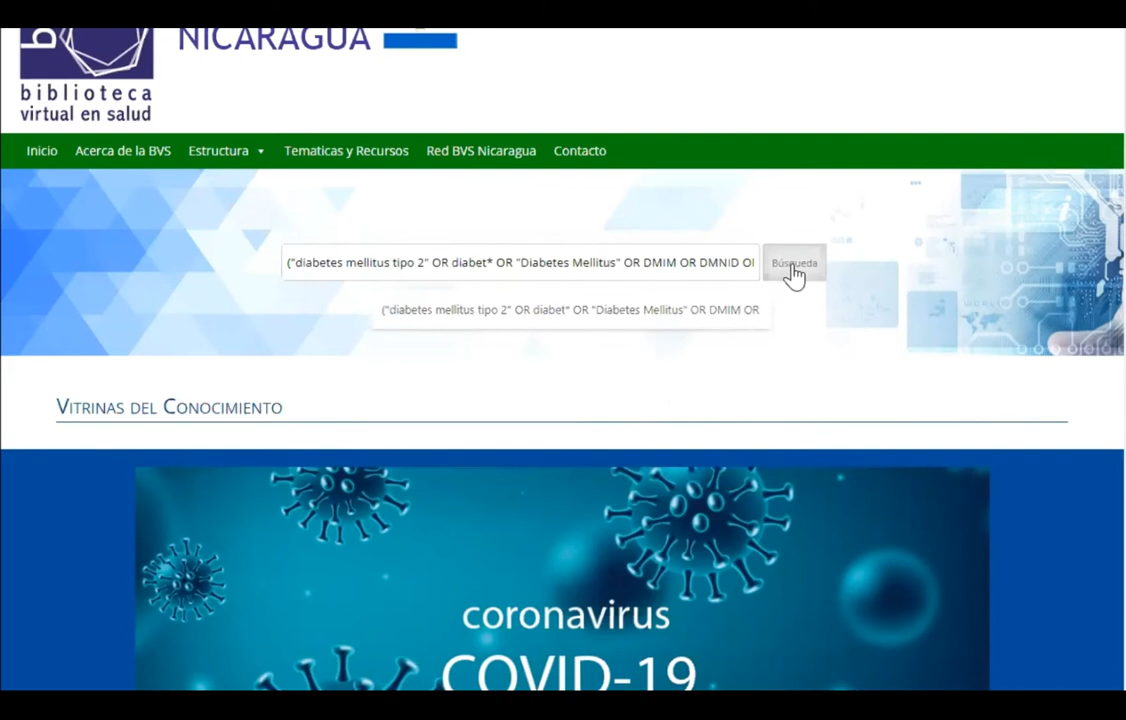 b
NICARAGUA
biblioteca
virtual en salud
Inicio Acerca de la BVS Estructura Tematicas y Recursos Red BVS Nicaragua Contacto
("diabetes mellitus tipo 2" OR diabet* OR "Diabetes Mellitus" OR DMIM OR DMNID OI
Búsqueda
("diabetes mellitus tipo 2" OR diabet* OR "Diabetes Mellitus" OR DMIM OR
Vitrinas del Conocimiento
coronavirus
COVID-19